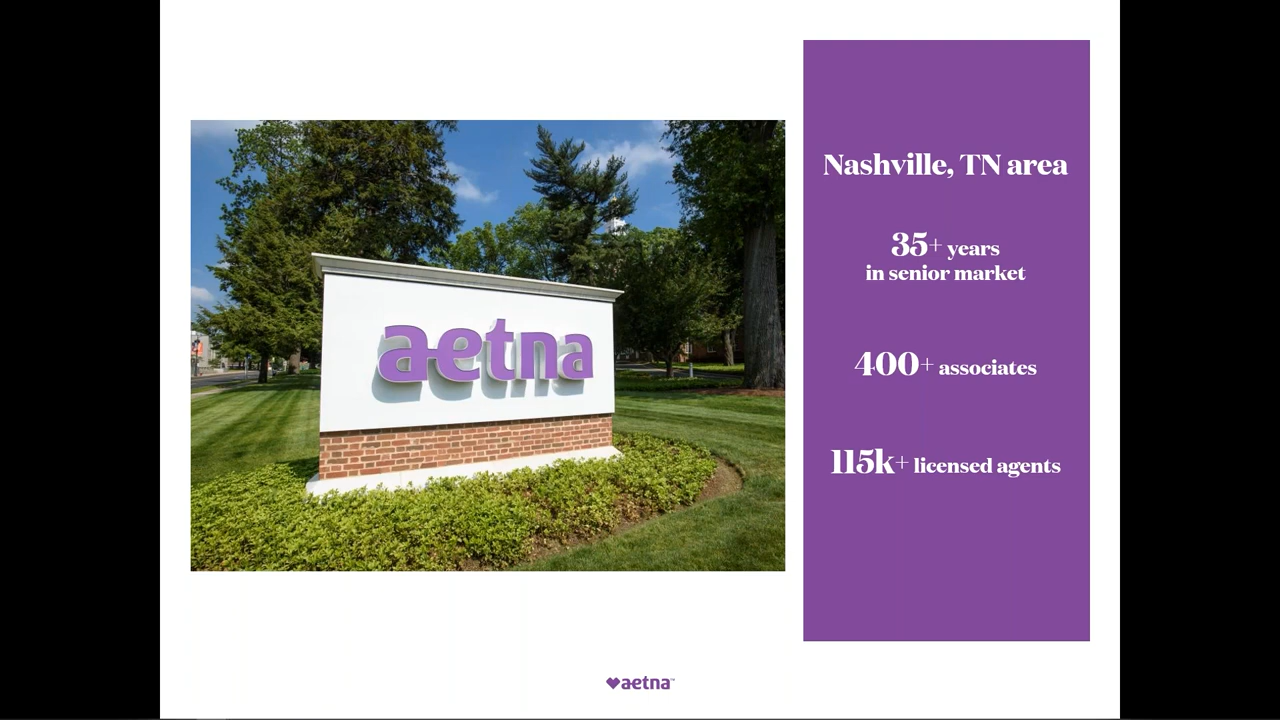 aetna
Nashville, TN area
35+ years
in senior market
400+ associates
115k+ licensed agents
aetna™